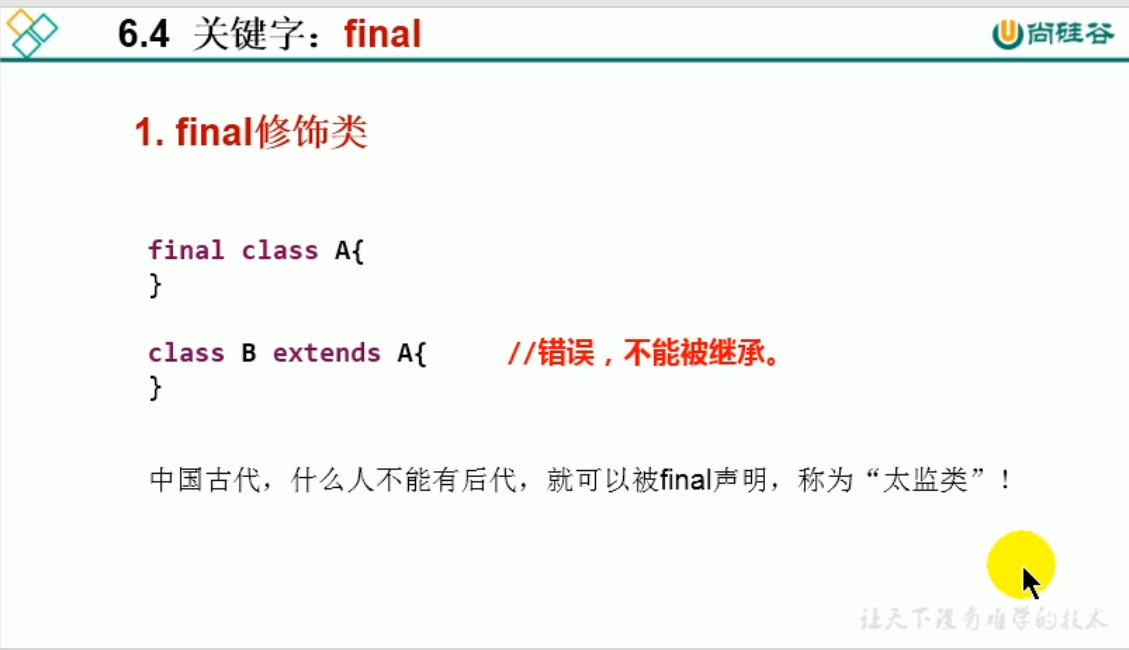 6.4 关键字：final
尚硅谷
1. final修饰类
final class A{
}
class B extends A{ //错误，不能被继承。
}
中国古代，什么人不能有后代，就可以被final声明，称为“太监类”！
让天下没有难学的技术